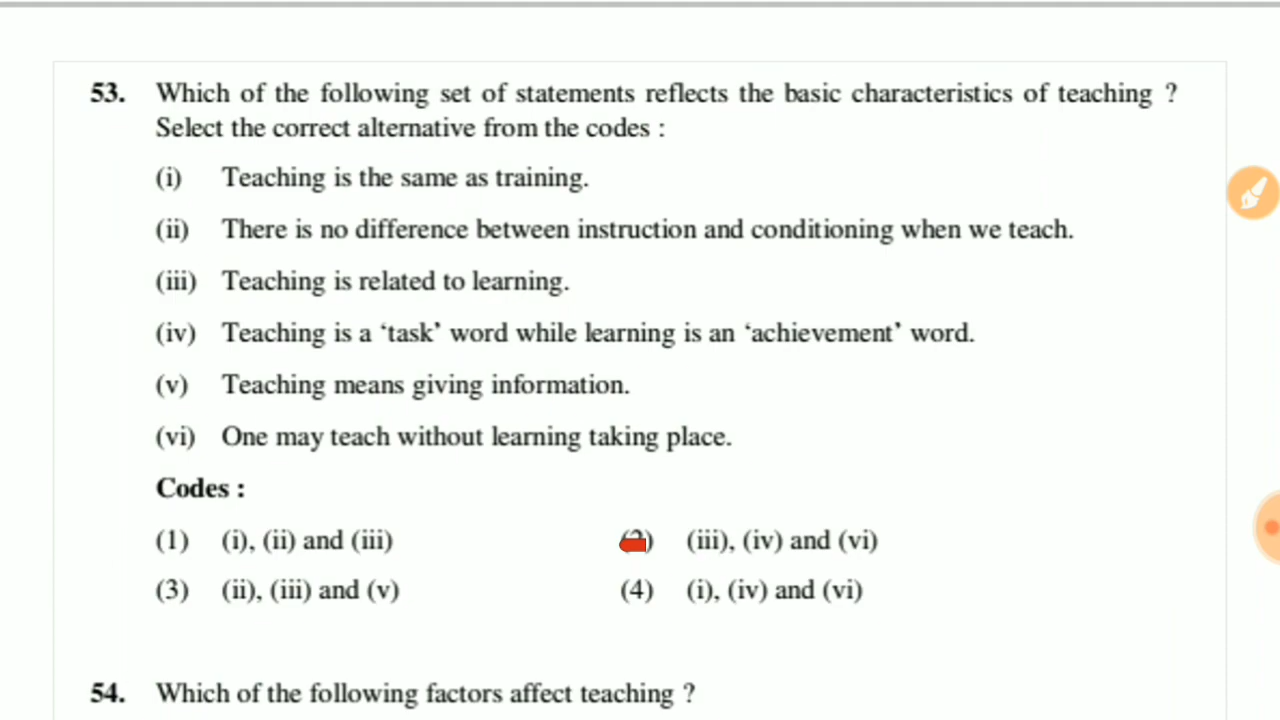 53. Which of the following set of statements reflects the basic characteristics of teaching ?
Select the correct alternative from the codes :
(i) Teaching is the same as training.
(ii) There is no difference between instruction and conditioning when we teach.
(iii) Teaching is related to learning.
(iv) Teaching is a ‘task’ word while learning is an ‘achievement’ word.
(v) Teaching means giving information.
(vi) One may teach without learning taking place.
Codes :
(1) (i), (ii) and (iii) (2) (iii), (iv) and (vi)
(3) (ii), (iii) and (v) (4) (i), (iv) and (vi)
54. Which of the following factors affect teaching ?